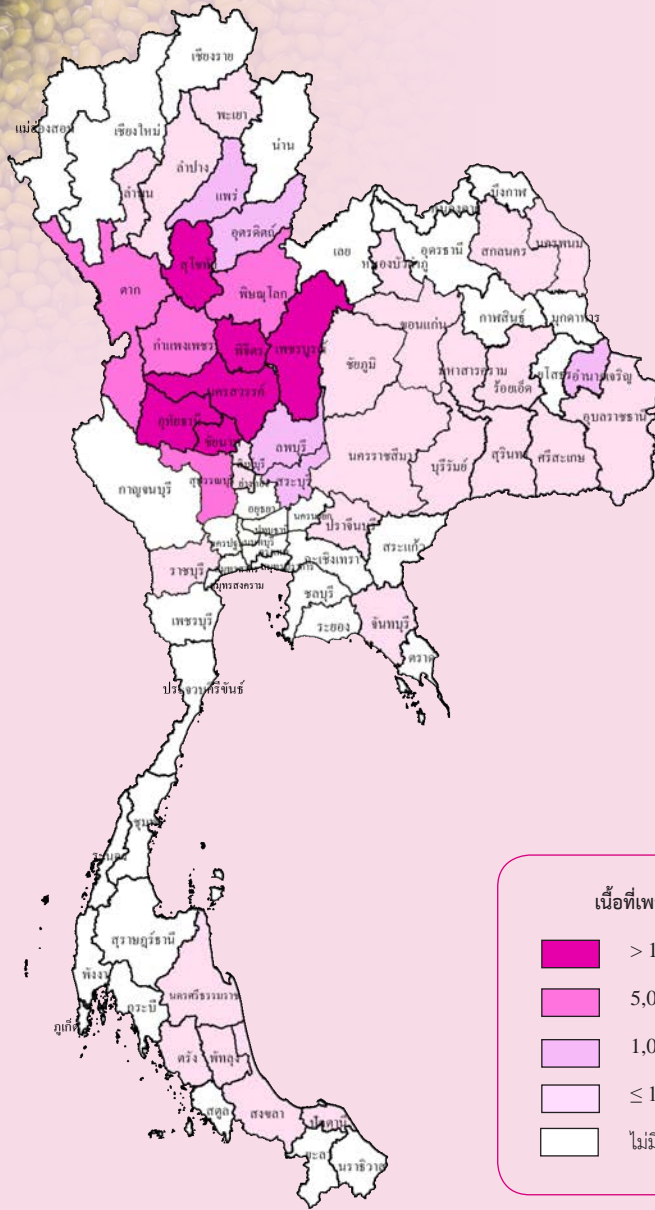 เชียงราย
แม่ฮ่องสอน
เชียงใหม่
พะเยา
น่าน
ลำปาง
ลำพูน
แพร่
อุตรดิตถ์
สุโขทัย
ตาก
พิษณุโลก
กำแพงเพชร
พิจิตร
เพชรบูรณ์
นครสวรรค์
อุทัยธานี
ชัยนาท
เลย
บึงกาฬ
อุดรธานี
สกลนคร
นครพนม
หนองบัวลำภู
ขอนแก่น
กาฬสินธุ์
มุกดาหาร
ชัยภูมิ
มหาสารคาม
ร้อยเอ็ด
ยโสธร
อำนาจเจริญ
อุบลราชธานี
นครราชสีมา
บุรีรัมย์
สุรินทร์
ศรีสะเกษ
ลพบุรี
สระบุรี
สุพรรณบุรี
กาญจนบุรี
อยุธยา
ปราจีนบุรี
สระแก้ว
ฉะเชิงเทรา
ราชบุรี
สมุทรสงคราม
ชลบุรี
ระยอง
จันทบุรี
ตราด
เพชรบุรี
ประจวบคีรีขันธ์
ชุมพร
ระนอง
สุราษฎร์ธานี
พังงา
ภูเก็ต
กระบี่
นครศรีธรรมราช
ตรัง
พัทลุง
สตูล
สงขลา
ปัตตานี
ยะลา
นราธิวาส
> 1
5,0
1,0
≤ 1